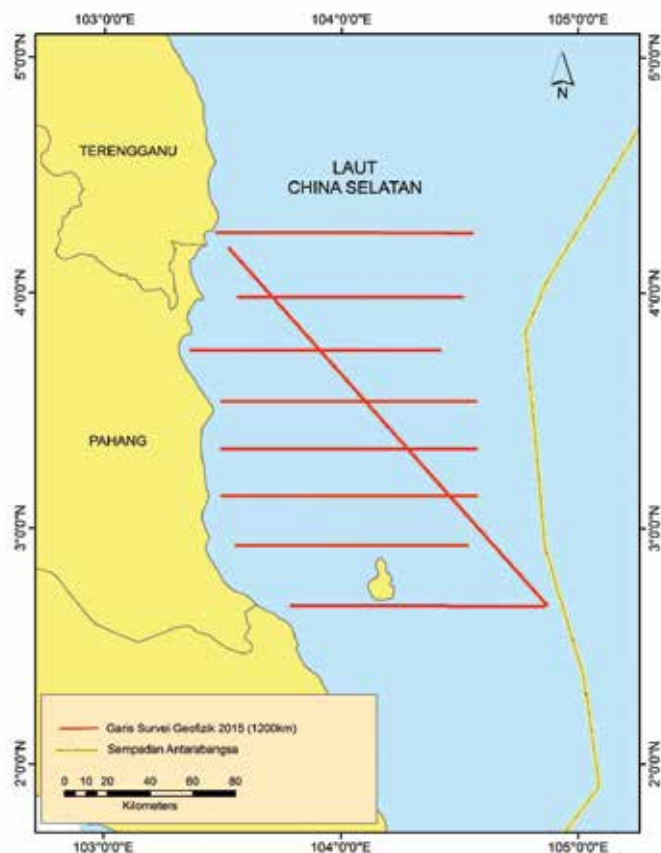 103°0'0"E
104°0'0"E
105°0'0"E
5°0'0"N
5°0'0"N
N
TERENGGANU
LAUT
CHINA SELATAN
4°0'0"N
4°0'0"N
PAHANG
3°0'0"N
3°0'0"N
Garis Survei Geofizik 2015 (1200km)
Sempadan Antarabangsa
2°0'0"N
2°0'0"N
0 5 10 20 40 60 80
Kilometers
103°0'0"E
104°0'0"E
105°0'0"E